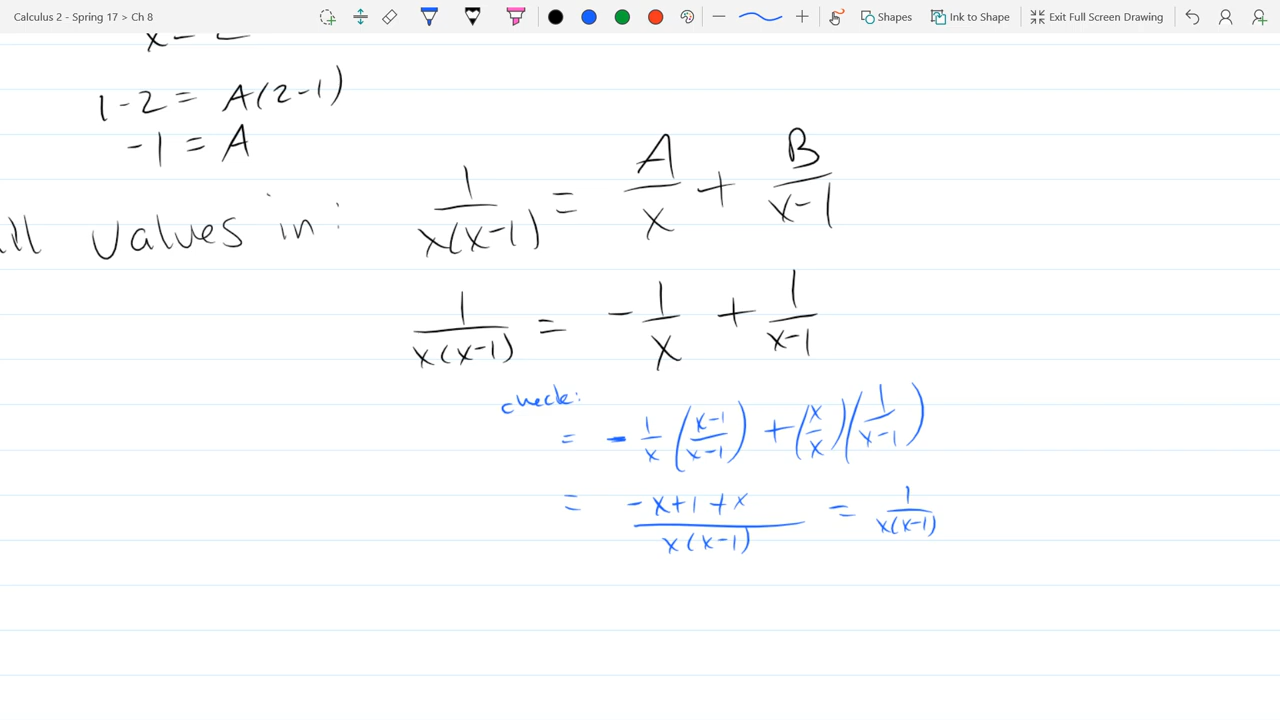 Calculus 2 - Spring 17 > Ch 8
Shapes
Ink to Shape
Exit Full Screen Drawing
1-2 = A(2-1)
-1 = A
values in: 1/(x(x-1)) = A/x + B/(x-1)
1/(x(x-1)) = -1/x + 1/(x-1)
check:
= -1/x ((x-1)/(x-1)) + (x/x)(1/(x-1))
= (-x+1+x)/(x(x-1)) = 1/(x(x-1))